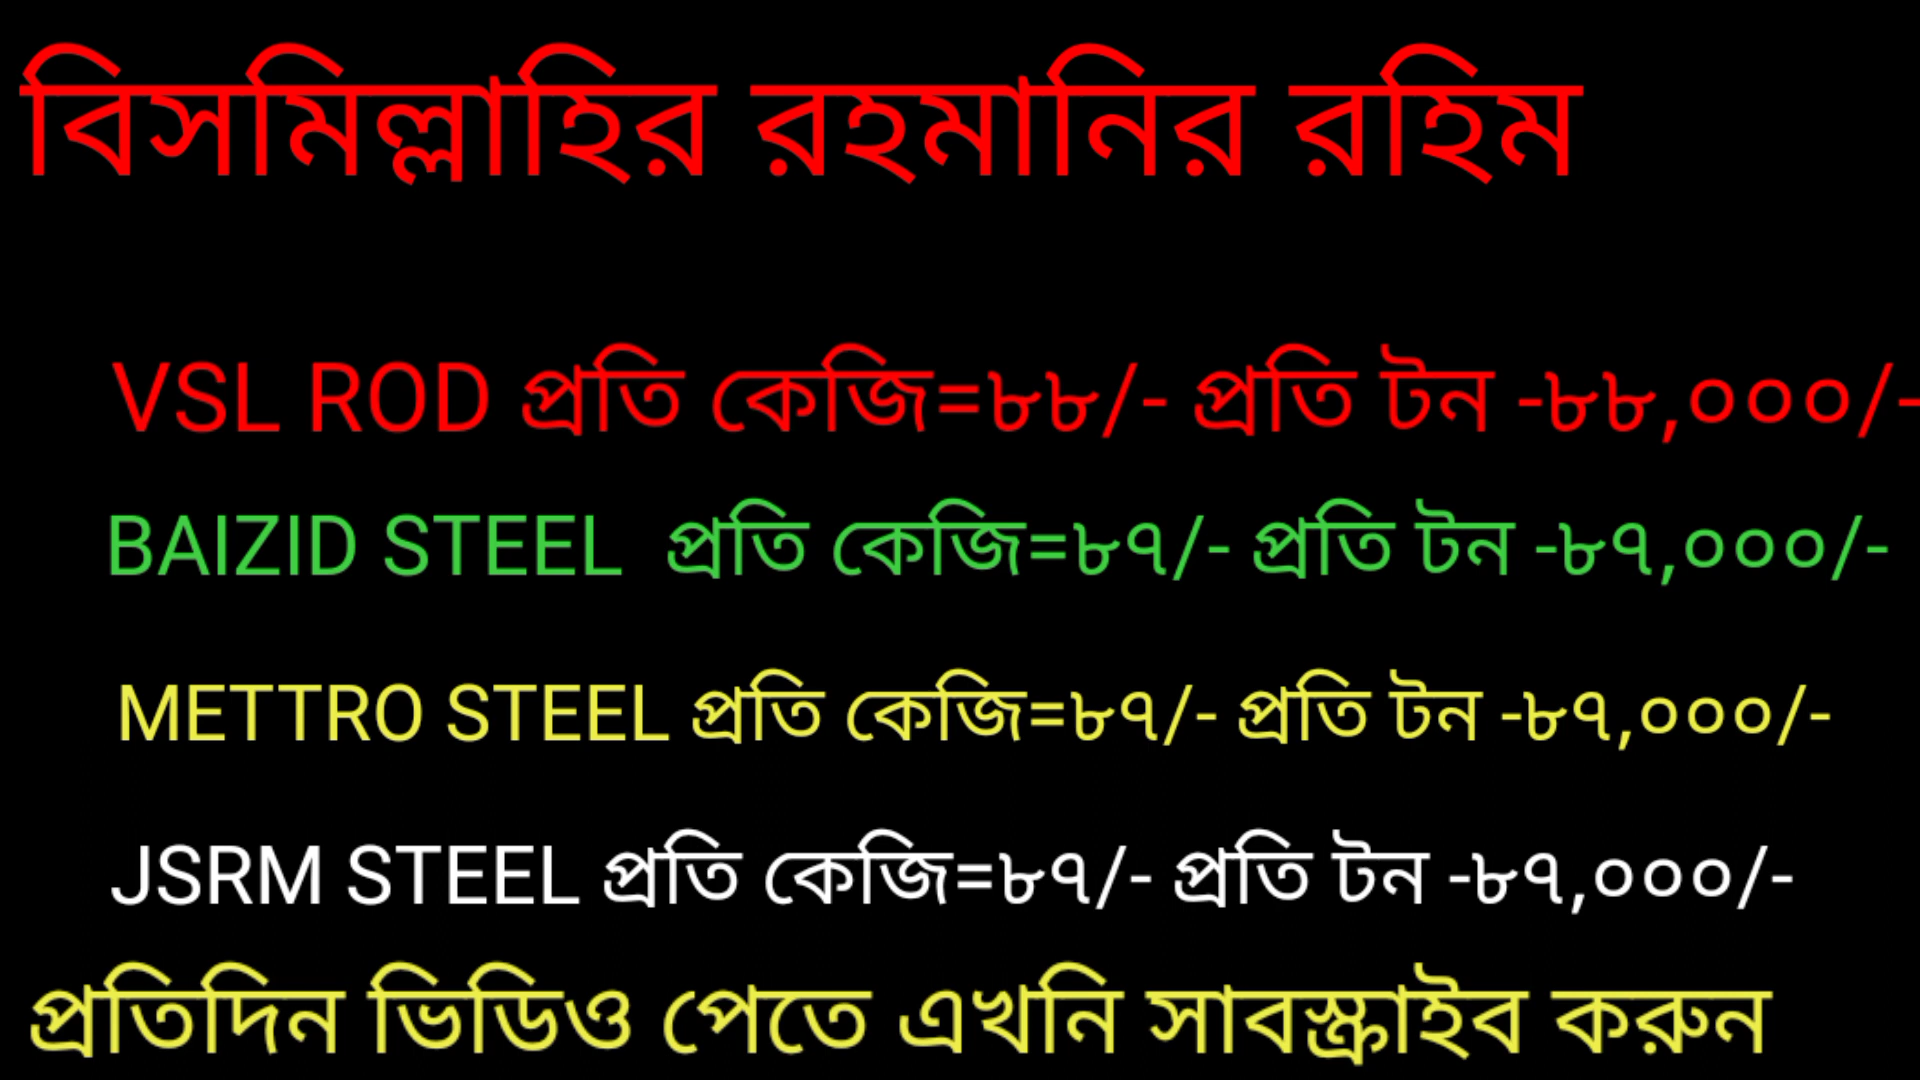 বিসমিল্লাহির রহমানির রহিম
VSL ROD প্রতি কেজি=৮৮/- প্রতি টন -৮৮,০০০/-
BAIZID STEEL প্রতি কেজি=৮৭/- প্রতি টন -৮৭,০০০/-
METTRO STEEL প্রতি কেজি=৮৭/- প্রতি টন -৮৭,০০০/-
JSRM STEEL প্রতি কেজি=৮৭/- প্রতি টন -৮৭,০০০/-
প্রতিদিন ভিডিও পেতে এখনি সাবস্ক্রাইব করুন